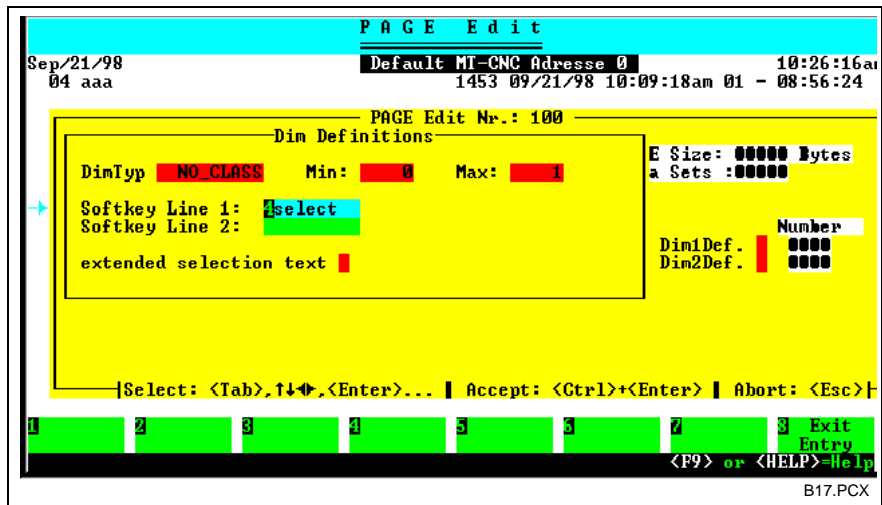 PAGE Edit
Sep/21/98 Default MT-CNC Adresse 0 10:26:16a
04 aaa 1453 09/21/98 10:09:18am 01 - 08:56:24
PAGE Edit Nr.: 100
Dim Definitions
E Size: 00000 Bytes
DimTyp NO_CLASS Min: 0 Max: 1 a Sets :00000
Softkey Line 1: 4select
Softkey Line 2: Number
Dim1Def. 0000
extended selection text Dim2Def. 0000
Select: <Tab>,↑↓◄►,<Enter>... Accept: <Ctrl>+<Enter> Abort: <Esc>
1 2 3 4 5 6 7 8 Exit
Entry
<F9> or <HELP>=Help
B17.PCX